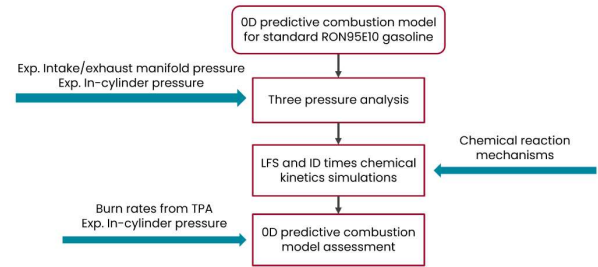 0D predictive combustion model
for standard RON95E10 gasoline
Exp. Intake/exhaust manifold pressure
Exp. In-cylinder pressure
Three pressure analysis
Chemical reaction
mechanisms
LFS and ID times chemical
kinetics simulations
Burn rates from TPA
Exp. In-cylinder pressure
0D predictive combustion
model assessment